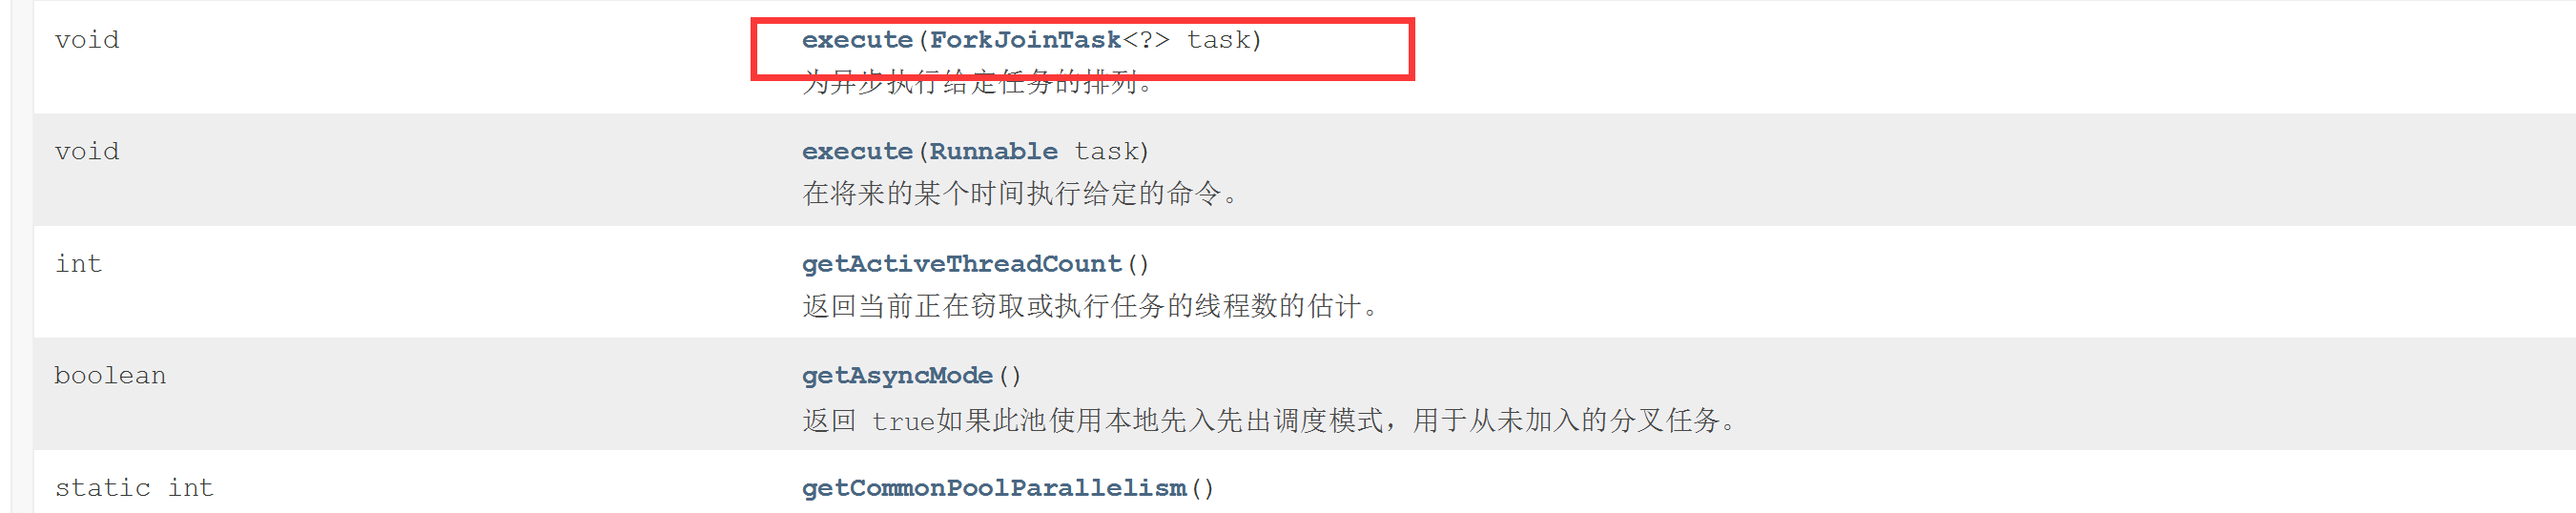 void execute(ForkJoinTask<?> task)
为异步执行给定任务的排列。
void execute(Runnable task)
在将来的某个时间执行给定的命令。
int getActiveThreadCount()
返回当前正在窃取或执行任务的线程数的估计。
boolean getAsyncMode()
返回 true如果此池使用本地先入先出调度模式，用于从未加入的分叉任务。
static int getCommonPoolParallelism()